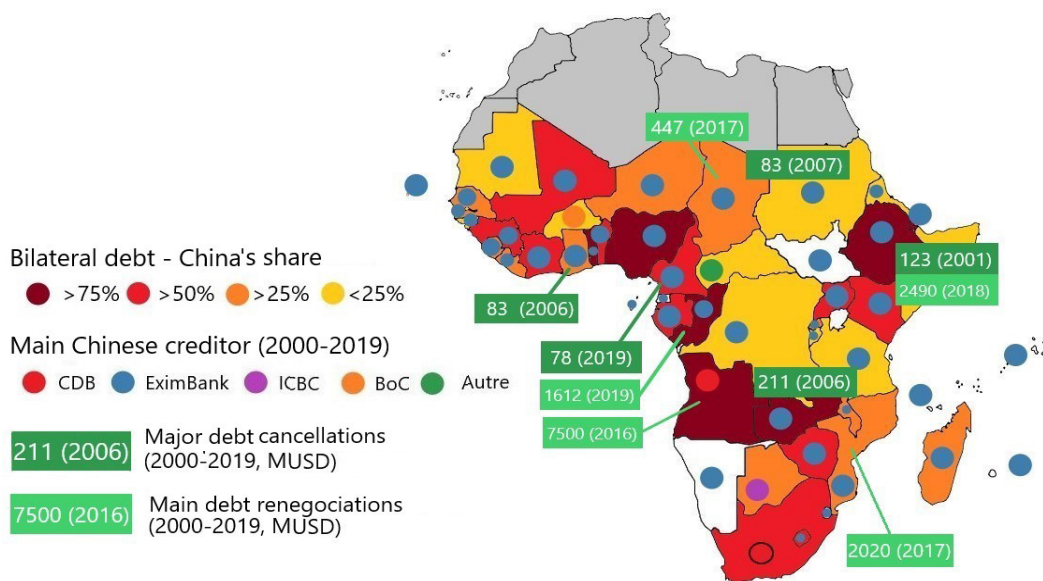 447 (2017)
83 (2007)
Bilateral debt - China's share
>75% >50% >25% <25%
123 (2001)
2490 (2018)
83 (2006)
Main Chinese creditor (2000-2019)
78 (2019)
211 (2006)
CDB EximBank ICBC BoC Autre
1612 (2019)
7500 (2016)
211 (2006) Major debt cancellations
(2000-2019, MUSD)
7500 (2016) Main debt renegociations
(2000-2019, MUSD)
2020 (2017)